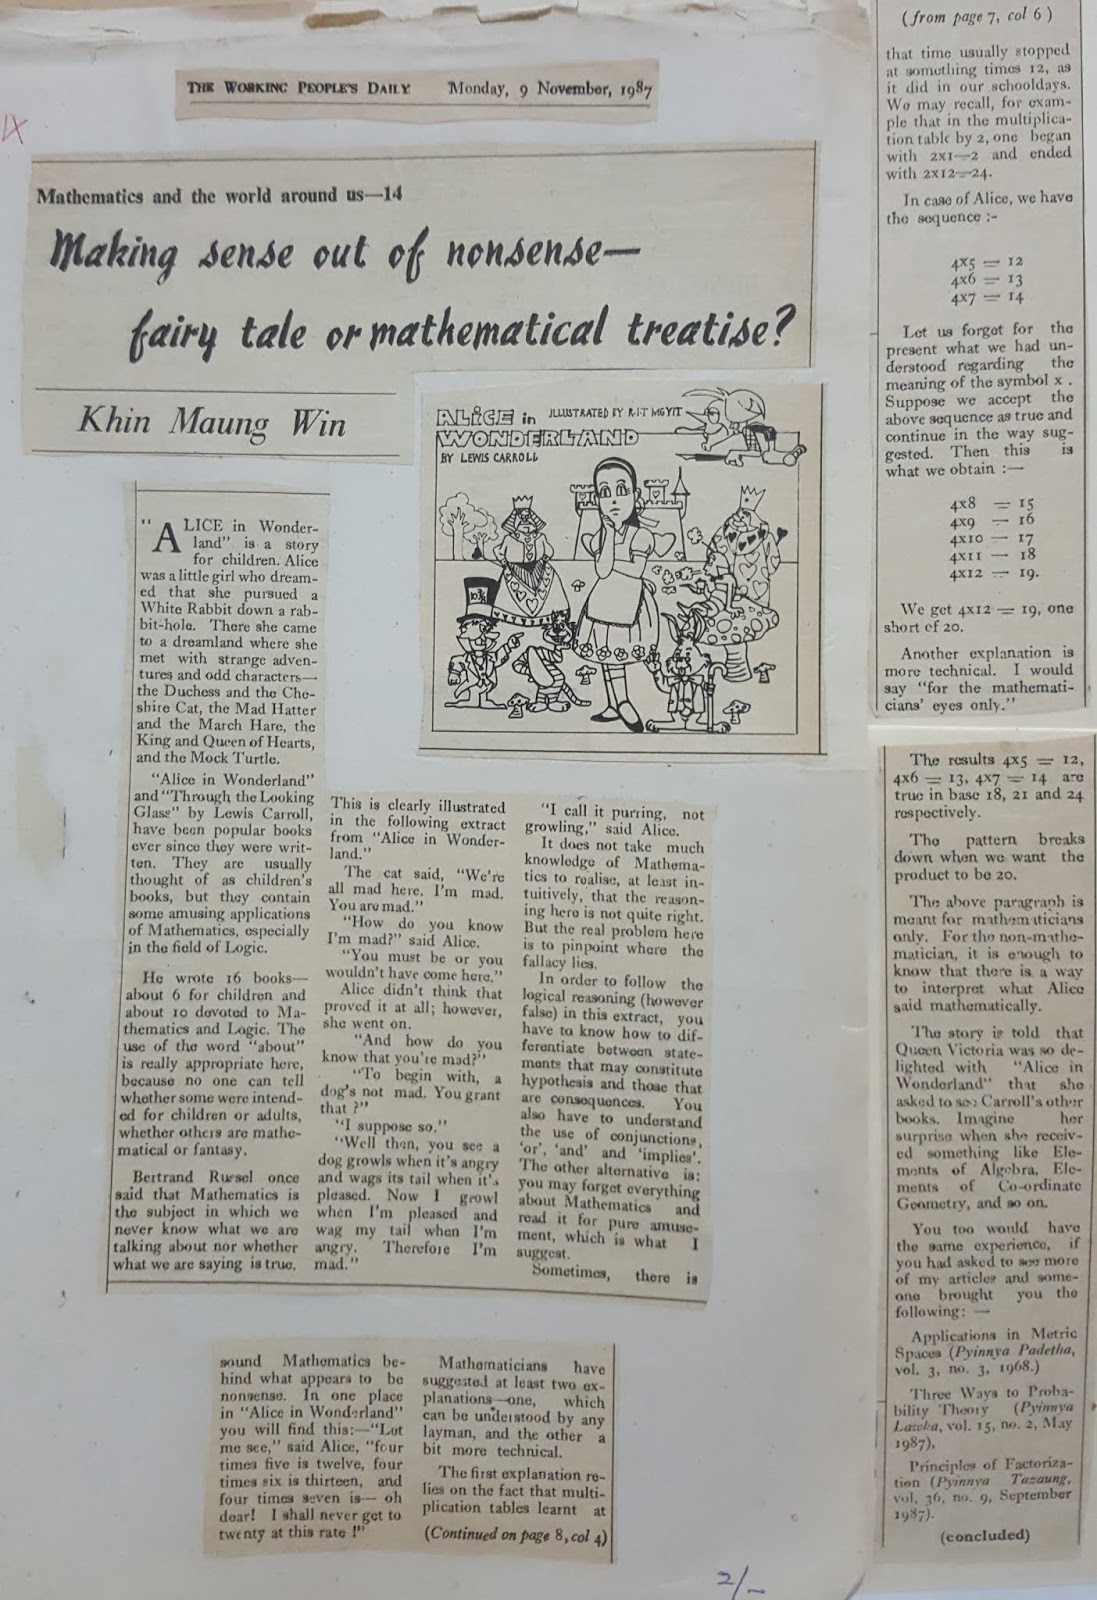 THE WORKING PEOPLE'S DAILY Monday, 9 November, 1987
Mathematics and the world around us—14
Making sense out of nonsense—
fairy tale or mathematical treatise?
Khin Maung Win
ALICE in
WONDERLAND
BY LEWIS CARROLL
ILLUSTRATED BY R.I.T MG YIT
"ALICE in Wonder-
land" is a story
for children. Alice
was a little girl who dream-
ed that she pursued a
White Rabbit down a rab-
bit-hole. There she came
to a dreamland where she
met with strange adven-
tures and odd characters—
the Duchess and the Che-
shire Cat, the Mad Hatter
and the March Hare, the
King and Queen of Hearts,
and the Mock Turtle.
"Alice in Wonderland"
and "Through the Looking
Glass" by Lewis Carroll,
have been popular books
ever since they were writ-
ten. They are usually
thought of as children's
books, but they contain
some amusing applications
of Mathematics, especially
in the field of Logic.
He wrote 16 books—
about 6 for children and
about 10 devoted to Ma-
thematics and Logic. The
use of the word "about"
is really appropriate here,
because no one can tell
whether some were intend-
ed for children or adults,
whether others are mathe-
matical or fantasy.
Bertrand Russel once
said that Mathematics is
the subject in which we
never know what we are
talking about nor whether
what we are saying is true.
This is clearly illustrated
in the following extract
from "Alice in Wonder-
land."
The cat said, "We're
all mad here. I'm mad.
You are mad."
"How do you know
I'm mad?" said Alice.
"You must be or you
wouldn't have come here."
Alice didn't think that
proved it at all; however,
she went on.
"And how do you
know that you're mad?"
"To begin with, a
dog's not mad. You grant
that ?"
"I suppose so."
"Well then, you see a
dog growls when it's angry
and wags its tail when it's
pleased. Now I growl
when I'm pleased and
wag my tail when I'm
angry. Therefore I'm
mad."
"I call it purring, not
growling," said Alice.
It does not take much
knowledge of Mathema-
tics to realise, at least in-
tuitively, that the reason-
ing here is not quite right.
But the real problem here
is to pinpoint where the
fallacy lies.
In order to follow the
logical reasoning (however
false) in this extract, you
have to know how to dif-
ferentiate between state-
ments that may constitute
hypothesis and those that
are consequences. You
also have to understand
the use of conjunctions,
'or', 'and' and 'implies'.
The other alternative is:
you may forget everything
about Mathematics and
read it for pure amuse-
ment, which is what I
suggest.
Sometimes, there is
sound Mathematics be-
hind what appears to be
nonsense. In one place
in "Alice in Wonderland"
you will find this:—"Let
me see," said Alice, "four
times five is twelve, four
times six is thirteen, and
four times seven is— oh
dear! I shall never get to
twenty at this rate !"
Mathematicians have
suggested at least two ex-
planations—one, which
can be understood by any
layman, and the other a
bit more technical.
The first explanation re-
lies on the fact that multi-
plication tables learnt at
(Continued on page 8, col 4)
(from page 7, col 6)
that time usually stopped
at something times 12, as
it did in our schooldays.
We may recall, for exam-
ple that in the multiplica-
tion table by 2, one began
with 2x1—2 and ended
with 2x12—24.
In case of Alice, we have
the sequence :-
4x5 = 12
4x6 = 13
4x7 = 14
Let us forget for the
present what we had un-
derstood regarding the
meaning of the symbol x .
Suppose we accept the
above sequence as true and
continue in the way sug-
gested. Then this is
what we obtain :—
4x8 = 15
4x9 — 16
4x10 — 17
4x11 — 18
4x12 — 19.
We get 4x12 = 19, one
short of 20.
Another explanation is
more technical. I would
say "for the mathemati-
cians' eyes only."
The results 4x5 = 12,
4x6 = 13, 4x7 = 14 are
true in base 18, 21 and 24
respectively.
The pattern breaks
down when we want the
product to be 20.
The above paragraph is
meant for mathematicians
only. For the non-mathe-
matician, it is enough to
know that there is a way
to interpret what Alice
said mathematically.
The story is told that
Queen Victoria was so de-
lighted with "Alice in
Wonderland" that she
asked to see Carroll's other
books. Imagine her
surprise when she receiv-
ed something like Ele-
ments of Algebra, Ele-
ments of Co-ordinate
Geometry, and so on.
You too would have
the same experience, if
you had asked to see more
of my articles and some-
one brought you the
following: —
Applications in Metric
Spaces (Pyinnya Padetha,
vol. 3, no. 3, 1968.)
Three Ways to Proba-
bility Theory (Pyinnya
Lawka, vol. 15, no. 2, May
1987),
Principles of Factoriza-
tion (Pyinnya Tazaung,
vol. 36, no. 9, September
1987).
(concluded)
2/-